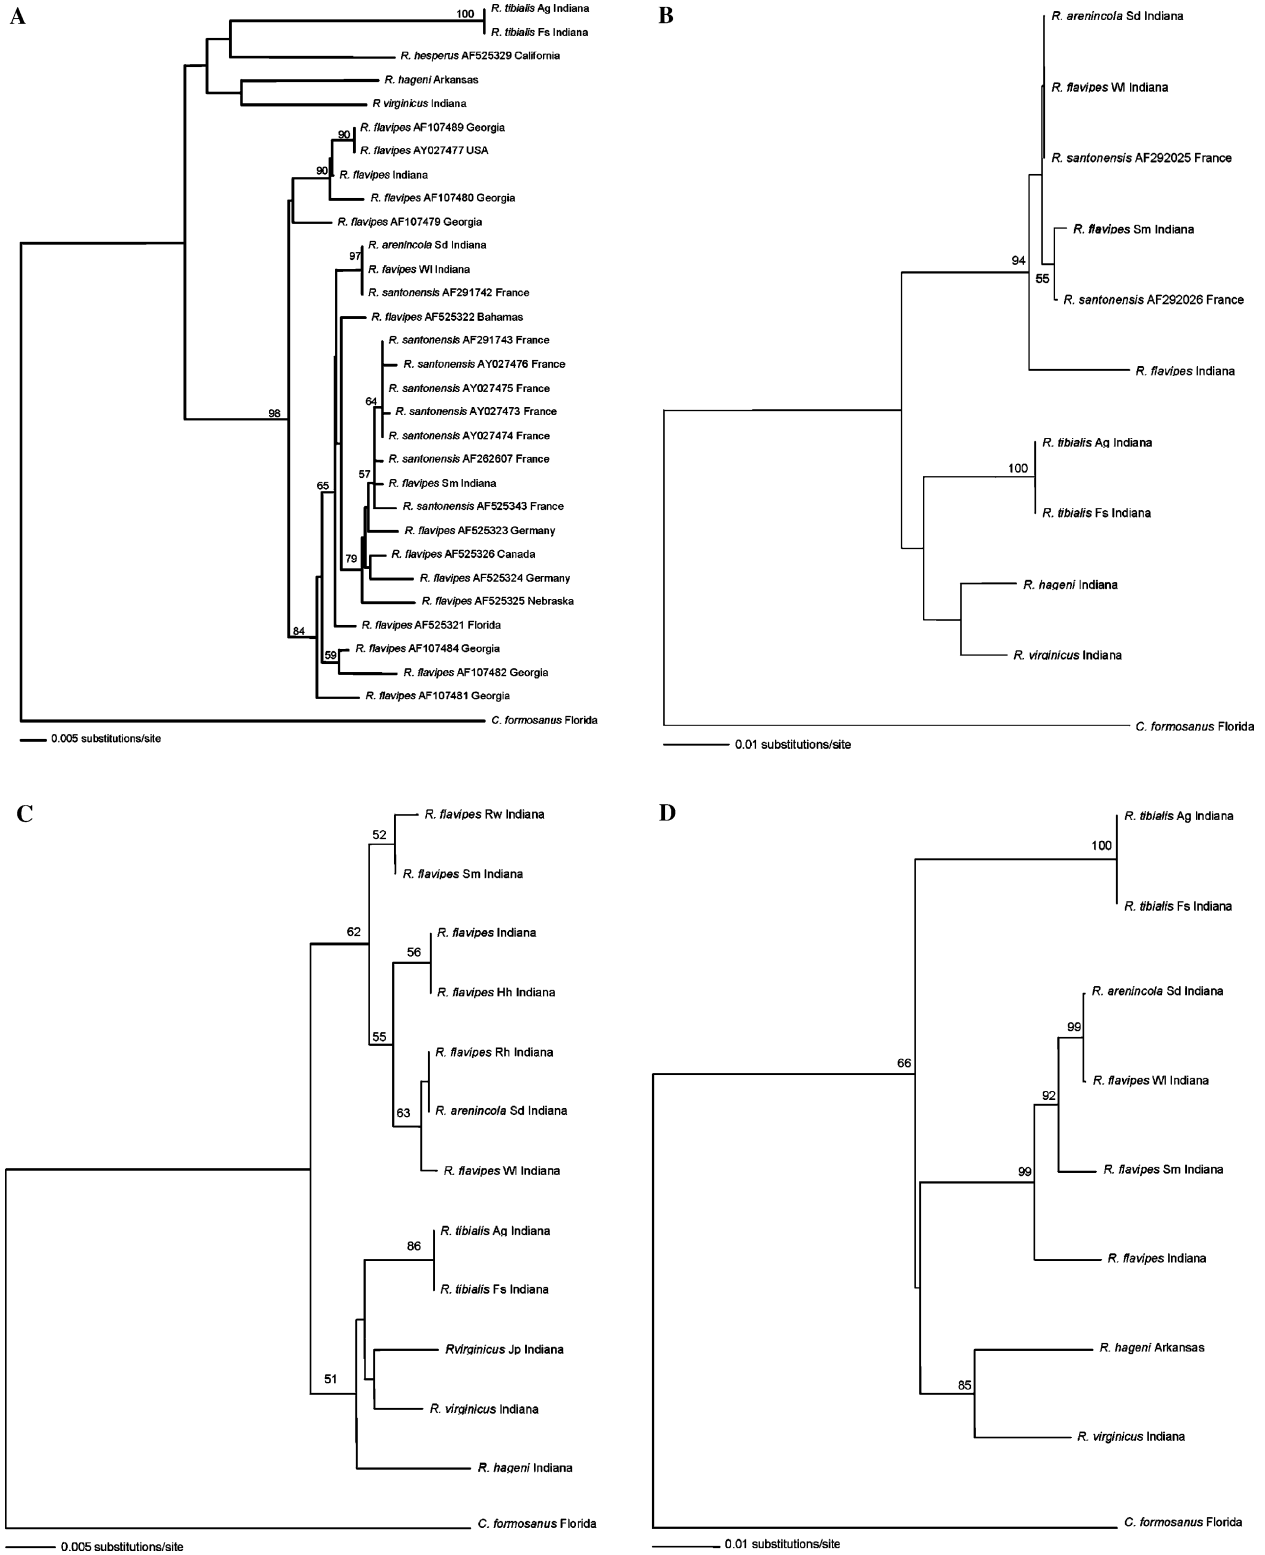 A
100
R. tibialis Ag Indiana
R. tibialis Fs Indiana
R. hesperus AF525329 California
R. hageni Arkansas
R virginicus Indiana
90
R. flavipes AF107489 Georgia
R. flavipes AY027477 USA
90
R. flavipes Indiana
R. flavipes AF107480 Georgia
R. flavipes AF107479 Georgia
97
R. arenincola Sd Indiana
R. favipes Wl Indiana
R. santonensis AF291742 France
R. flavipes AF525322 Bahamas
R. santonensis AF291743 France
R. santonensis AY027476 France
R. santonensis AY027475 France
64
R. santonensis AY027473 France
98
R. santonensis AY027474 France
R. santonensis AF262607 France
57
65
R. flavipes Sm Indiana
R. santonensis AF525343 France
R. flavipes AF525323 Germany
79
R. flavipes AF525326 Canada
R. flavipes AF525324 Germany
R. flavipes AF525325 Nebraska
R. flavipes AF525321 Florida
84
59
R. flavipes AF107484 Georgia
R. flavipes AF107482 Georgia
R. flavipes AF107481 Georgia
C. formosanus Florida
0.005 substitutions/site
B
R. arenincola Sd Indiana
R. flavipes Wl Indiana
R. santonensis AF292025 France
R. flavipes Sm Indiana
94
55
R. santonensis AF292026 France
R. flavipes Indiana
R. tibialis Ag Indiana
100
R. tibialis Fs Indiana
R. hageni Indiana
R. virginicus Indiana
C. formosanus Florida
0.01 substitutions/site
C
R. flavipes Rw Indiana
52
R. flavipes Sm Indiana
62
R. flavipes Indiana
56
R. flavipes Hh Indiana
55
R. flavipes Rh Indiana
63
R. arenincola Sd Indiana
R. flavipes Wl Indiana
R. tibialis Ag Indiana
86
R. tibialis Fs Indiana
Rvirginicus Jp Indiana
51
R. virginicus Indiana
R. hageni Indiana
C. formosanus Florida
0.005 substitutions/site
D
R. tibialis Ag Indiana
100
R. tibialis Fs Indiana
R. arenincola Sd Indiana
99
66
R. flavipes Wl Indiana
92
R. flavipes Sm Indiana
99
R. flavipes Indiana
R. hageni Arkansas
85
R. virginicus Indiana
C. formosanus Florida
0.01 substitutions/site